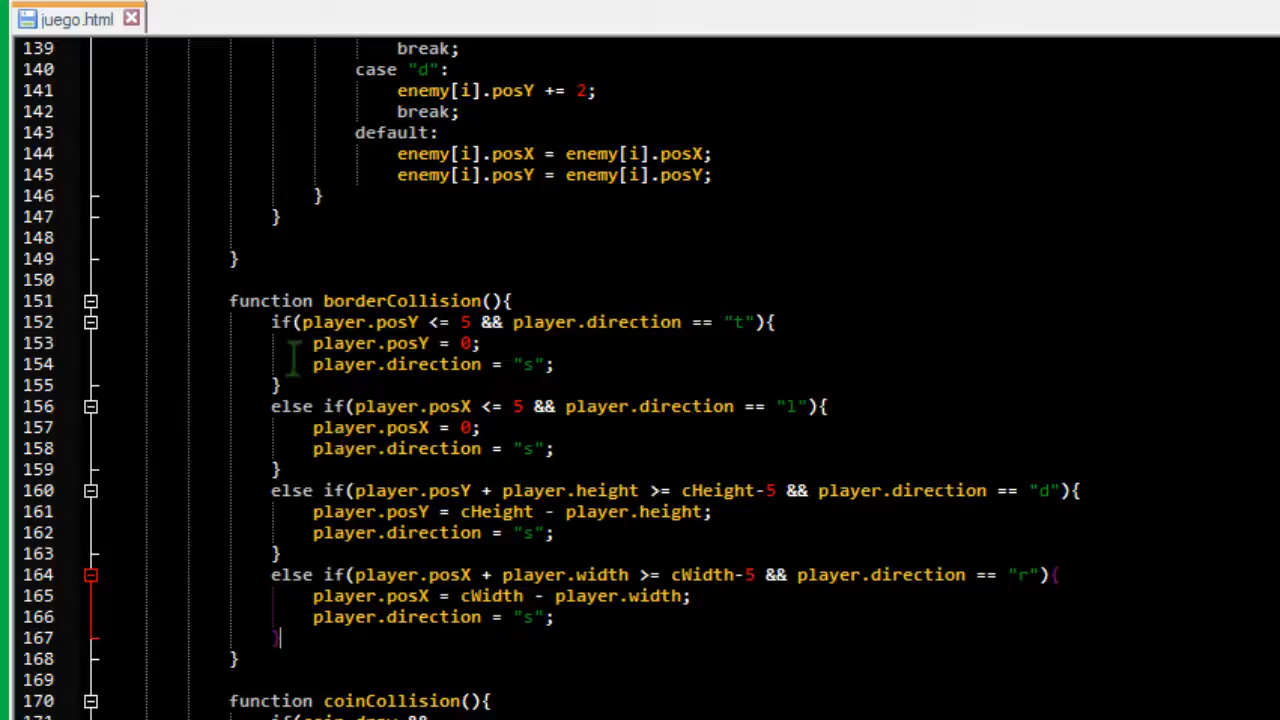 juego.html
139 break;
140 case "d":
141 enemy[i].posY += 2;
142 break;
143 default:
144 enemy[i].posX = enemy[i].posX;
145 enemy[i].posY = enemy[i].posY;
146 }
147 }
148
149 }
150
151 function borderCollision(){
152 if(player.posY <= 5 && player.direction == "t"){
153 player.posY = 0;
154 player.direction = "s";
155 }
156 else if(player.posX <= 5 && player.direction == "l"){
157 player.posX = 0;
158 player.direction = "s";
159 }
160 else if(player.posY + player.height >= cHeight-5 && player.direction == "d"){
161 player.posY = cHeight - player.height;
162 player.direction = "s";
163 }
164 else if(player.posX + player.width >= cWidth-5 && player.direction == "r"){
165 player.posX = cWidth - player.width;
166 player.direction = "s";
167 }
168 }
169
170 function coinCollision(){